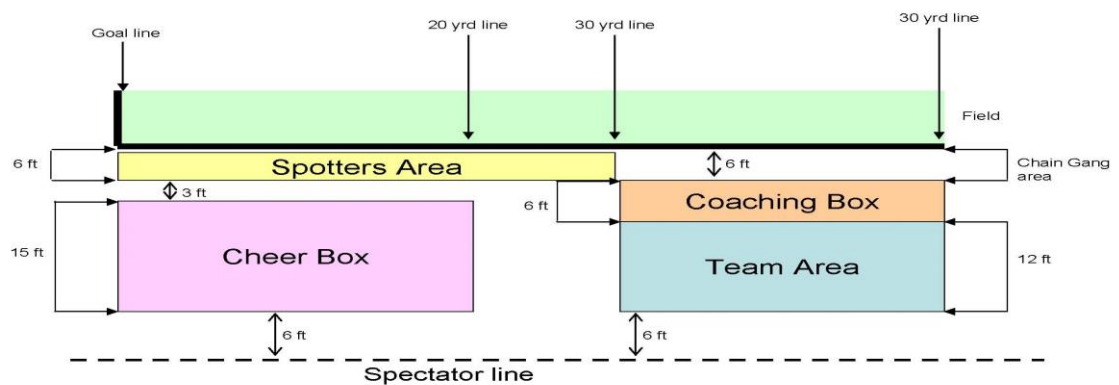 Goal line
20 yrd line
30 yrd line
30 yrd line
Field
6 ft
Spotters Area
6 ft
Chain Gang
area
3 ft
6 ft
Coaching Box
15 ft
Cheer Box
Team Area
12 ft
6 ft
6 ft
Spectator line